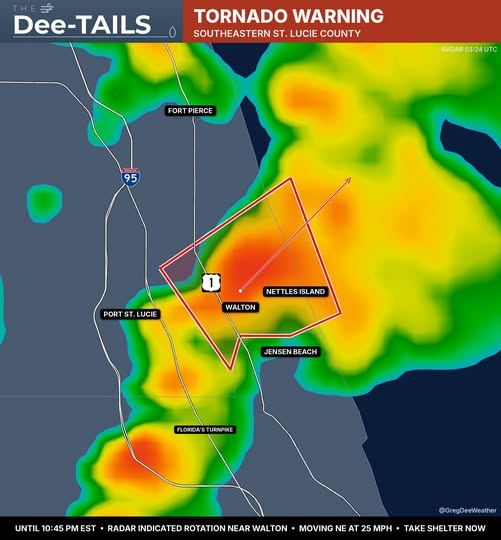 THE
Dee-TAILS
TORNADO WARNING
SOUTHEASTERN ST. LUCIE COUNTY
RADAR 03:24 UTC
FORT PIERCE
95
1
NETTLES ISLAND
WALTON
PORT ST. LUCIE
JENSEN BEACH
FLORIDA'S TURNPIKE
@GregDeeWeather
UNTIL 10:45 PM EST • RADAR INDICATED ROTATION NEAR WALTON • MOVING NE AT 25 MPH • TAKE SHELTER NOW